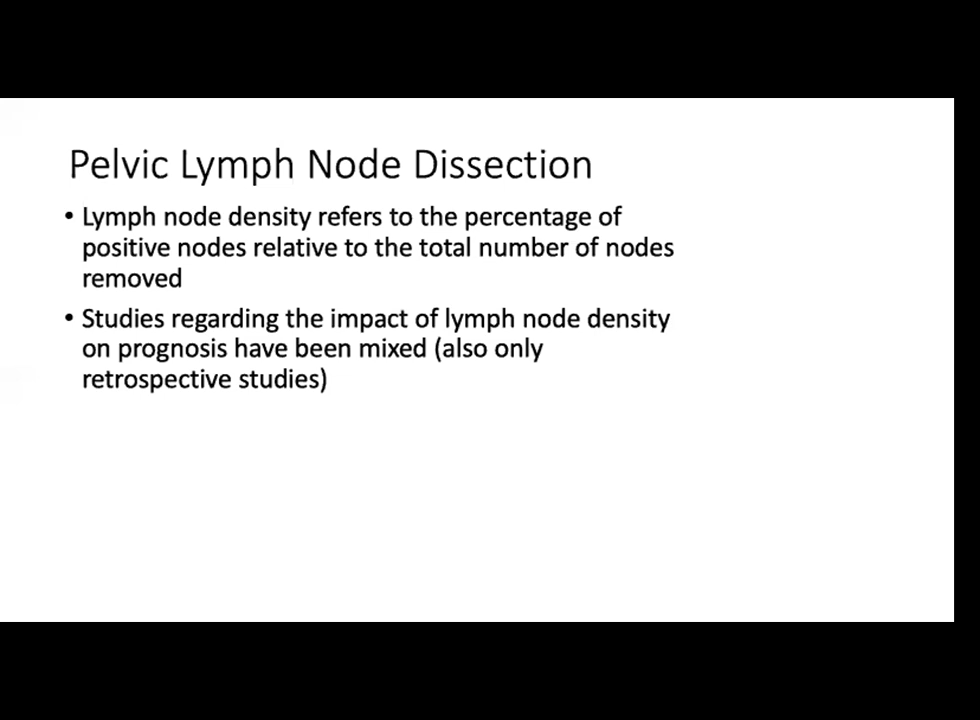 Pelvic Lymph Node Dissection
• Lymph node density refers to the percentage of
positive nodes relative to the total number of nodes
removed
• Studies regarding the impact of lymph node density
on prognosis have been mixed (also only
retrospective studies)